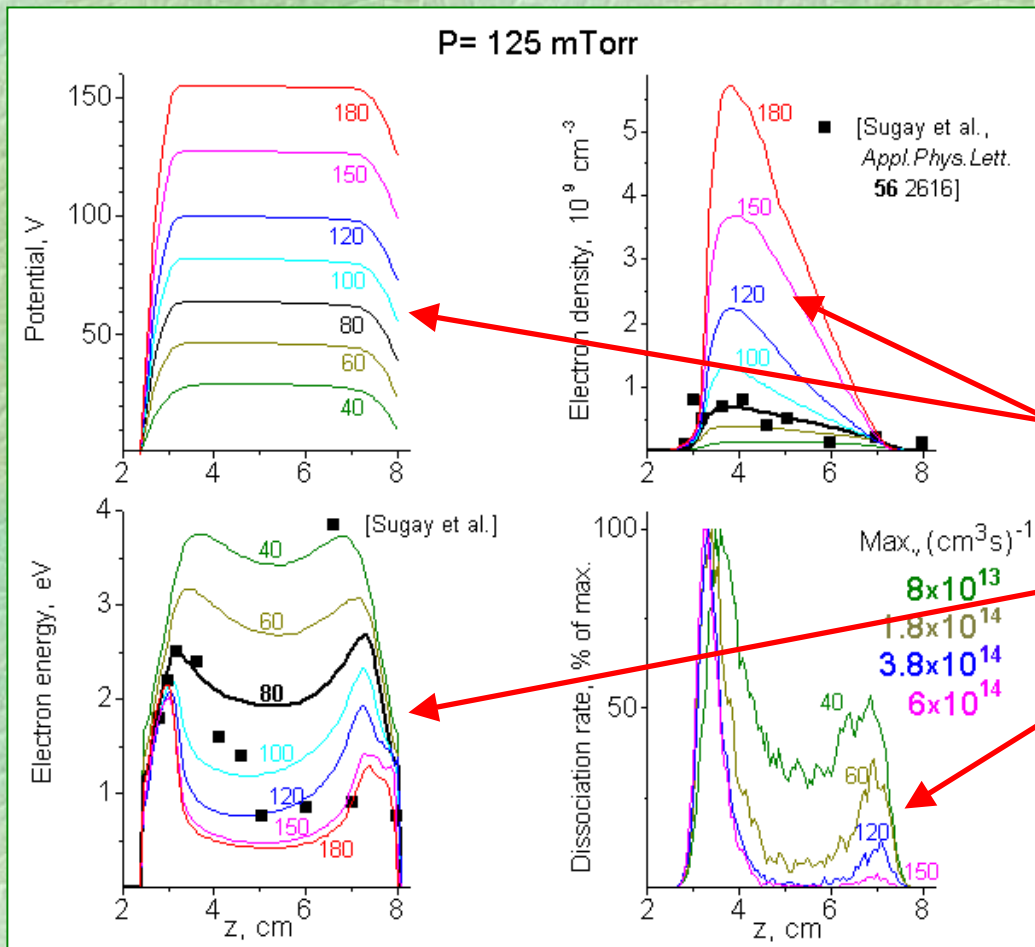 P= 125 mTorr
Potential, V
150
100
50
180
150
120
100
80
60
40
2 4 6 8
z, cm
Electron density, 10⁹ cm⁻³
5
4
3
2
1
180
150
120
100
[Sugay et al.,
Appl.Phys.Lett.
56 2616]
2 4 6 8
z, cm
Electron energy, eV
4
3
2
1
[Sugay et al.]
40
60
80
100
120
150
180
2 4 6 8
z, cm
Dissociation rate, % of max.
100
50
Max., (cm³s)⁻¹
8x10¹³
1.8x10¹⁴
3.8x10¹⁴
6x10¹⁴
40
60
120
150
2 4 6 8
z, cm